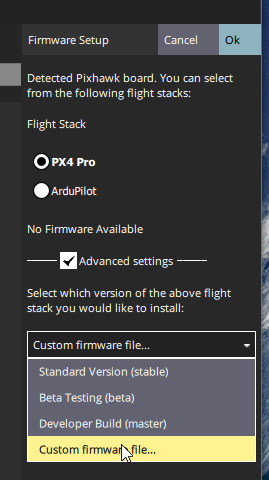 Firmware Setup
Cancel
Ok
Detected Pixhawk board. You can select
from the following flight stacks:
Flight Stack
PX4 Pro
ArduPilot
No Firmware Available
Advanced settings
Select which version of the above flight
stack you would like to install:
Custom firmware file...
Standard Version (stable)
Beta Testing (beta)
Developer Build (master)
Custom firmware file...